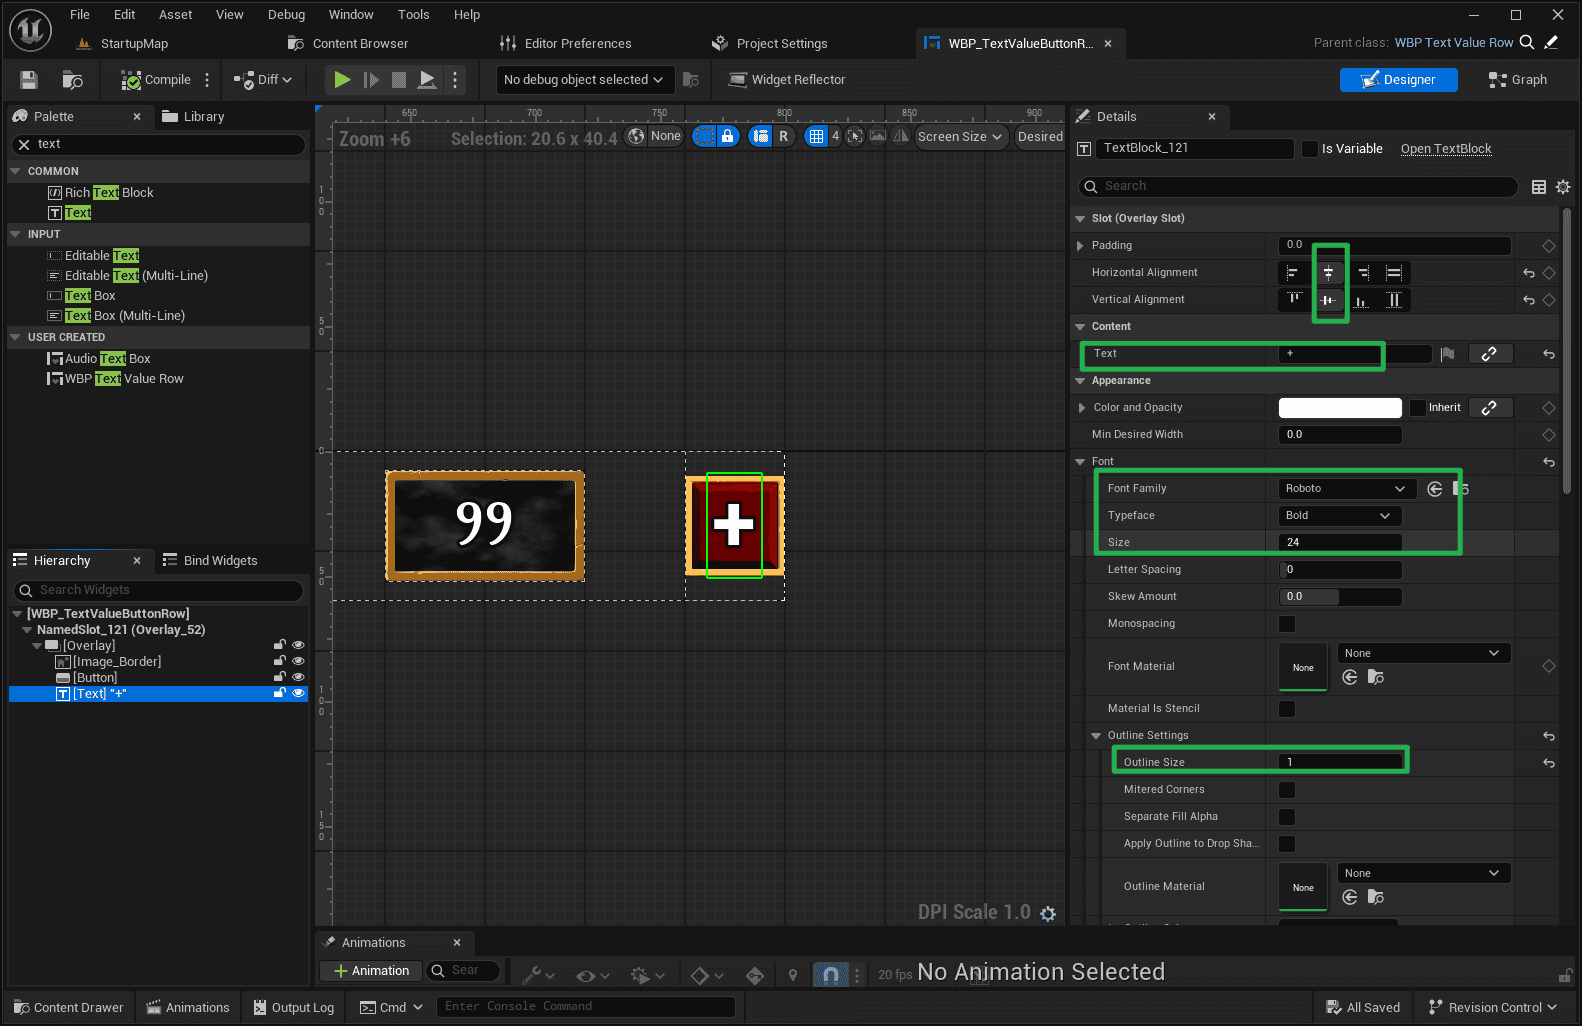 File Edit Asset View Debug Window Tools Help
StartupMap
Content Browser
Editor Preferences
Project Settings
WBP_TextValueButtonR...
Parent class: WBP Text Value Row
Compile
Diff
No debug object selected
Widget Reflector
Designer
Graph
Palette
Library
text
COMMON
Rich Text Block
Text
INPUT
Editable Text
Editable Text (Multi-Line)
Text Box
Text Box (Multi-Line)
USER CREATED
Audio Text Box
WBP Text Value Row
Hierarchy
Bind Widgets
Search Widgets
[WBP_TextValueButtonRow]
NamedSlot_121 (Overlay_52)
[Overlay]
[Image_Border]
[Button]
[Text] "+"
650 700 750 800 850 900
Zoom +6
Selection: 20.6 x 40.4
None
R
4
Screen Size
Desired
100
50
0
50
100
150
99
+
DPI Scale 1.0
Details
TextBlock_121
Is Variable
Open TextBlock
Search
Slot (Overlay Slot)
Padding 0.0
Horizontal Alignment
Vertical Alignment
Content
Text +
Appearance
Color and Opacity Inherit
Min Desired Width 0.0
Font
Font Family Roboto
Typeface Bold
Size 24
Letter Spacing 0
Skew Amount 0.0
Monospacing
Font Material None None
Material Is Stencil
Outline Settings
Outline Size 1
Mitered Corners
Separate Fill Alpha
Apply Outline to Drop Sha...
Outline Material None None
Animations
+ Animation
Sear
20 fps
No Animation Selected
Content Drawer
Animations
Output Log
Cmd
Enter Console Command
All Saved
Revision Control